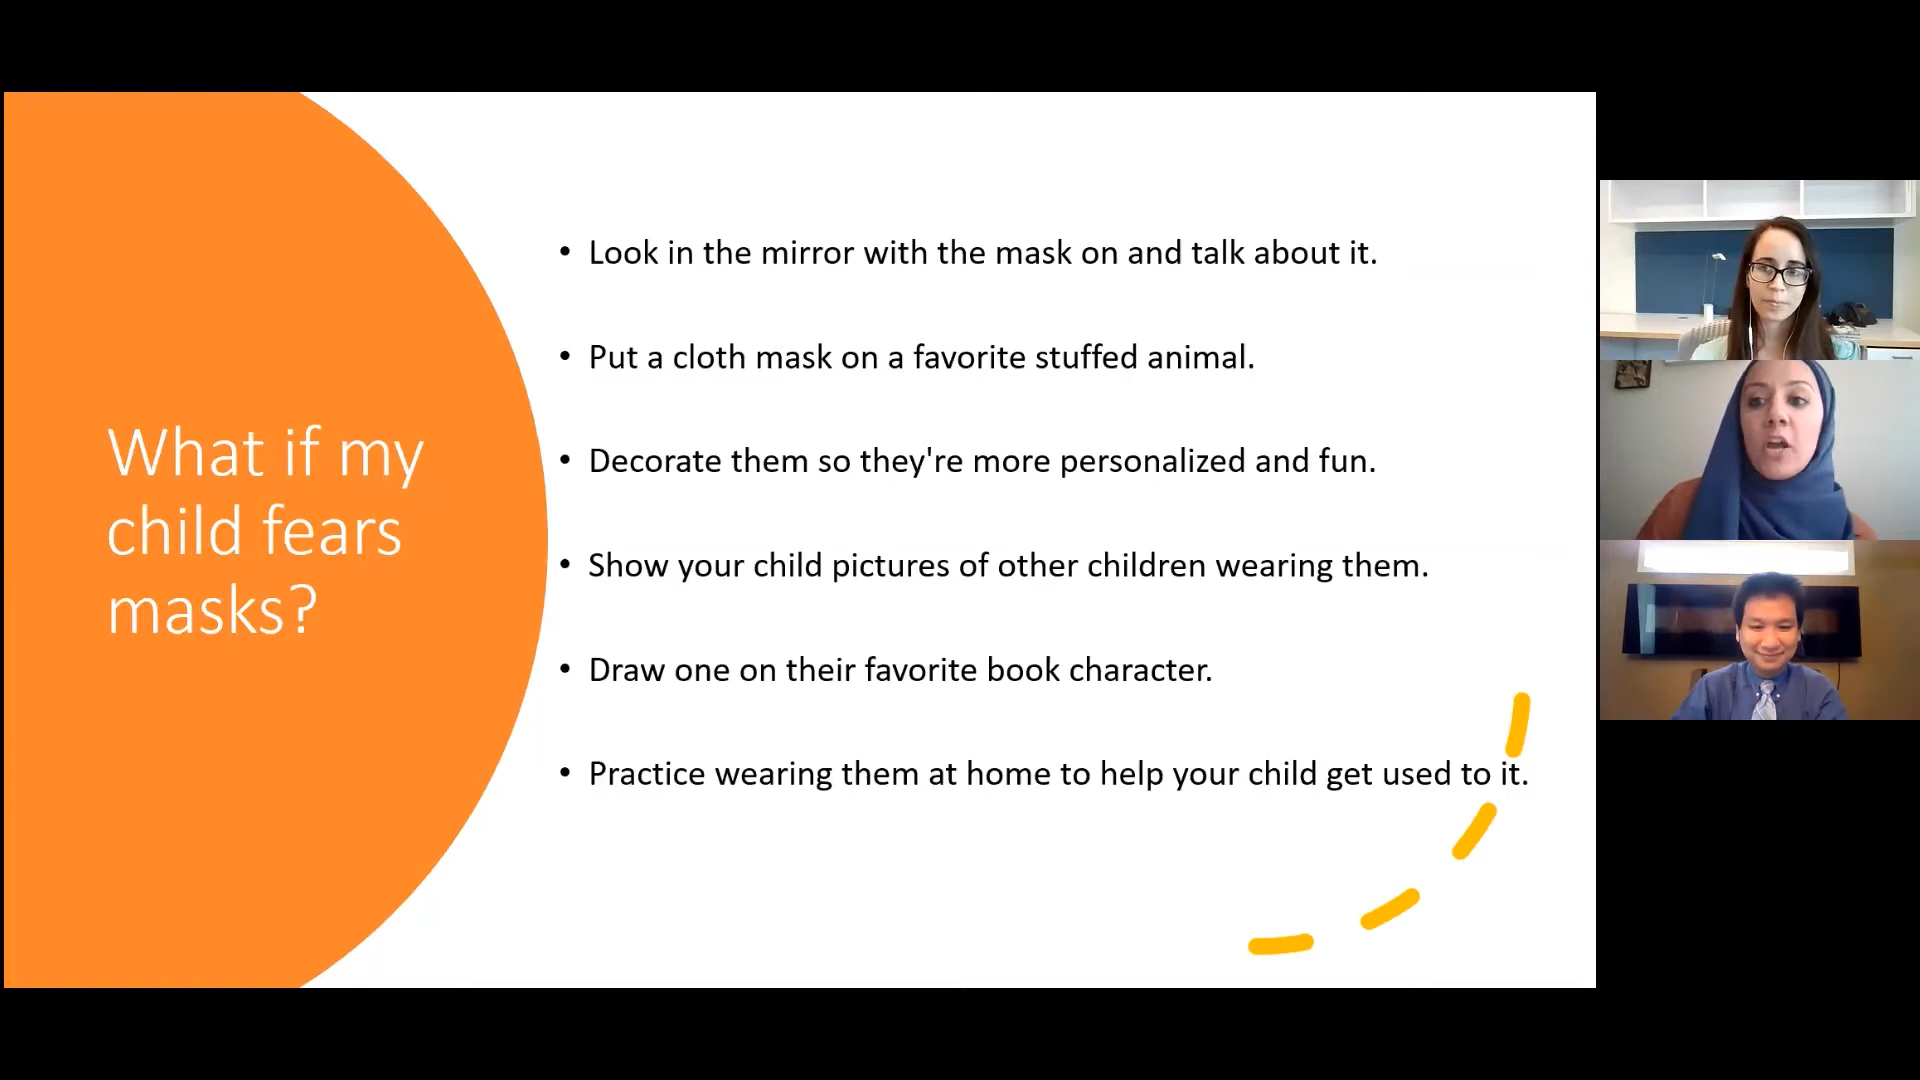 What if my
child fears
masks?
• Look in the mirror with the mask on and talk about it.
• Put a cloth mask on a favorite stuffed animal.
• Decorate them so they're more personalized and fun.
• Show your child pictures of other children wearing them.
• Draw one on their favorite book character.
• Practice wearing them at home to help your child get used to it.